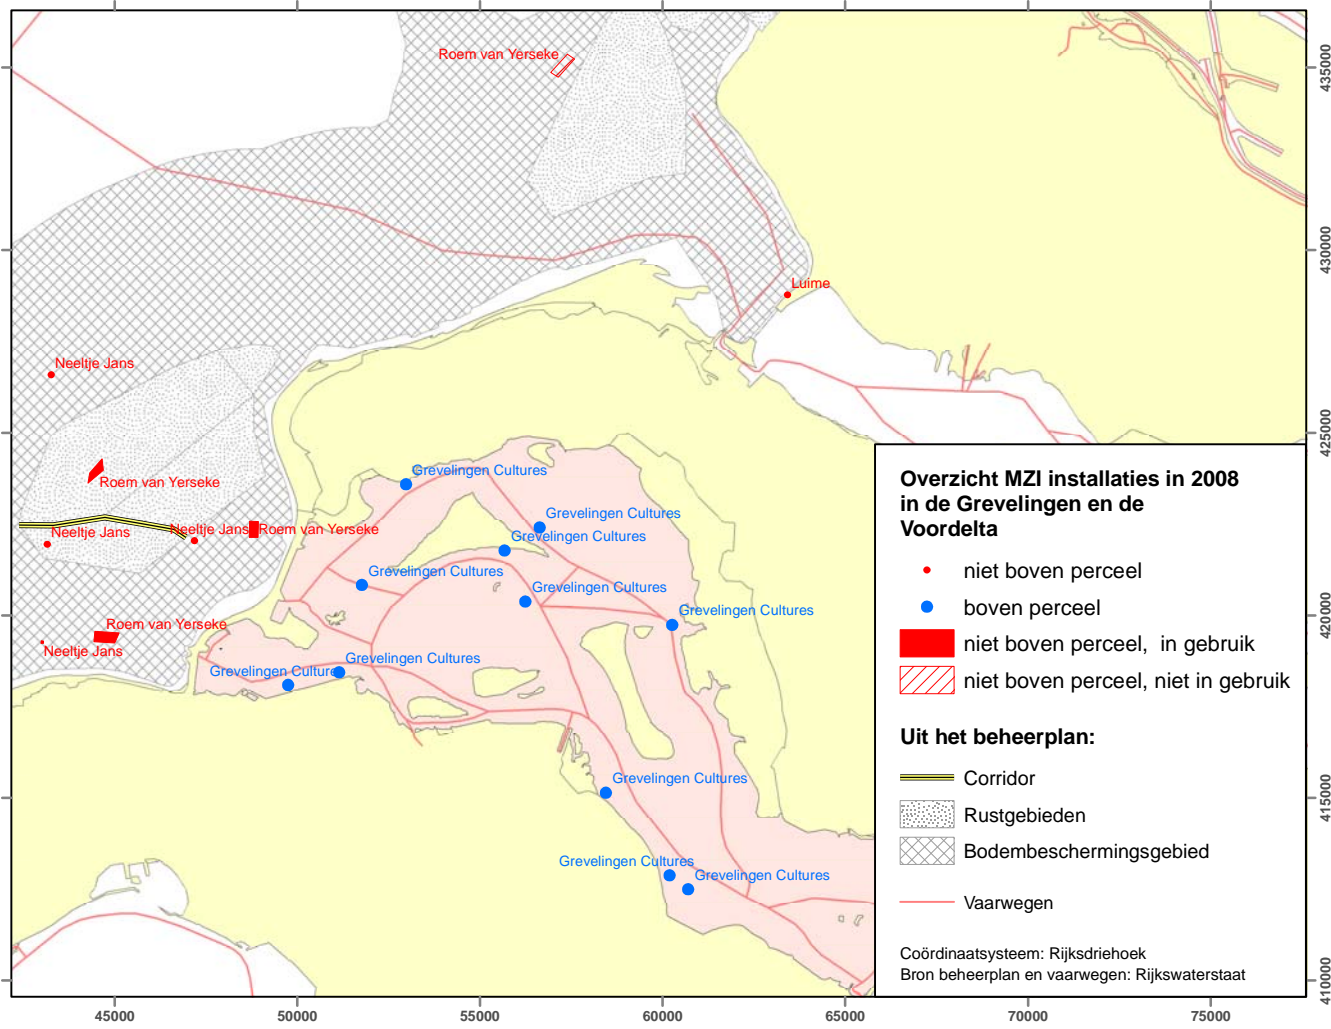 Roem van Yerseke
Luime
Neeltje Jans
Roem van Yerseke
Neeltje Jans
Neeltje Jans
Roem van Yerseke
Roem van Yerseke
Neeltje Jans
Grevelingen Cultures
Grevelingen Cultures
Grevelingen Cultures
Grevelingen Cultures
Grevelingen Cultures
Grevelingen Cultures
Grevelingen Cultures
Grevelingen Cultures
Grevelingen Cultures
Grevelingen Cultures
Grevelingen Cultures
Overzicht MZI installaties in 2008
in de Grevelingen en de
Voordelta
niet boven perceel
boven perceel
niet boven perceel, in gebruik
niet boven perceel, niet in gebruik
Uit het beheerplan:
Corridor
Rustgebieden
Bodembeschermingsgebied
Vaarwegen
Coördinaatsysteem: Rijksdriehoek
Bron beheerplan en vaarwegen: Rijkswaterstaat
435000
430000
425000
420000
415000
410000
45000
50000
55000
60000
65000
70000
75000